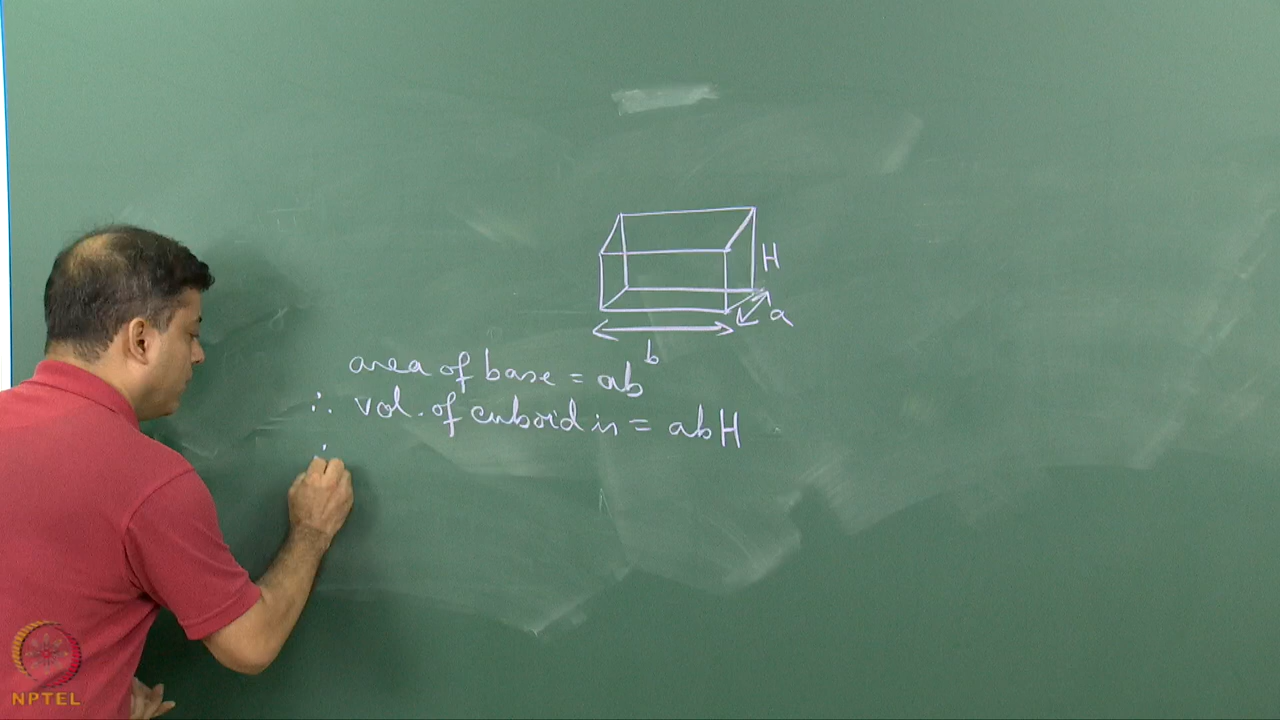 H
a
b
area of base = ab
∴ vol. of cuboid is = abH
NPTEL